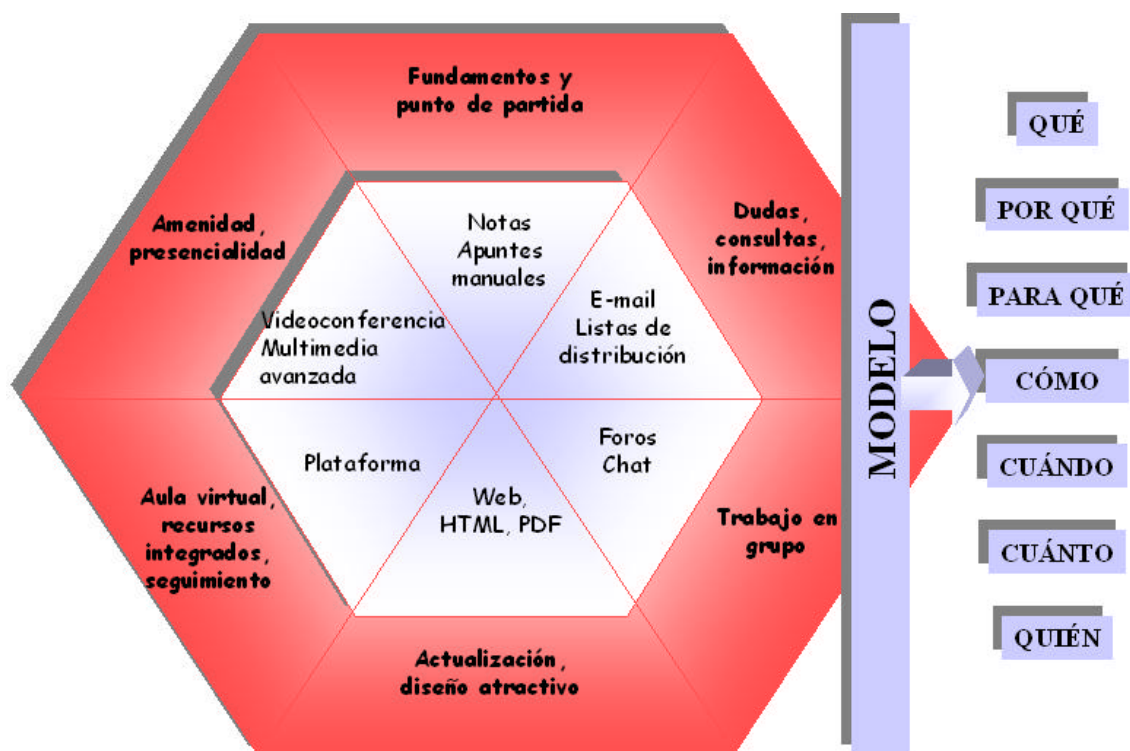 Fundamentos y
punto de partida
Amenidad,
presencialidad
Notas
Apuntes
manuales
Dudas,
consultas,
información
Videoconferencia
Multimedia
avanzada
E-mail
Listas de
distribución
Plataforma
Foros
Chat
Web,
HTML, PDF
Aula virtual,
recursos
integrados,
seguimiento
Trabajo en
grupo
Actualización,
diseño atractivo
MODELO
QUÉ
POR QUÉ
PARA QUÉ
CÓMO
CUÁNDO
CUÁNTO
QUIÉN